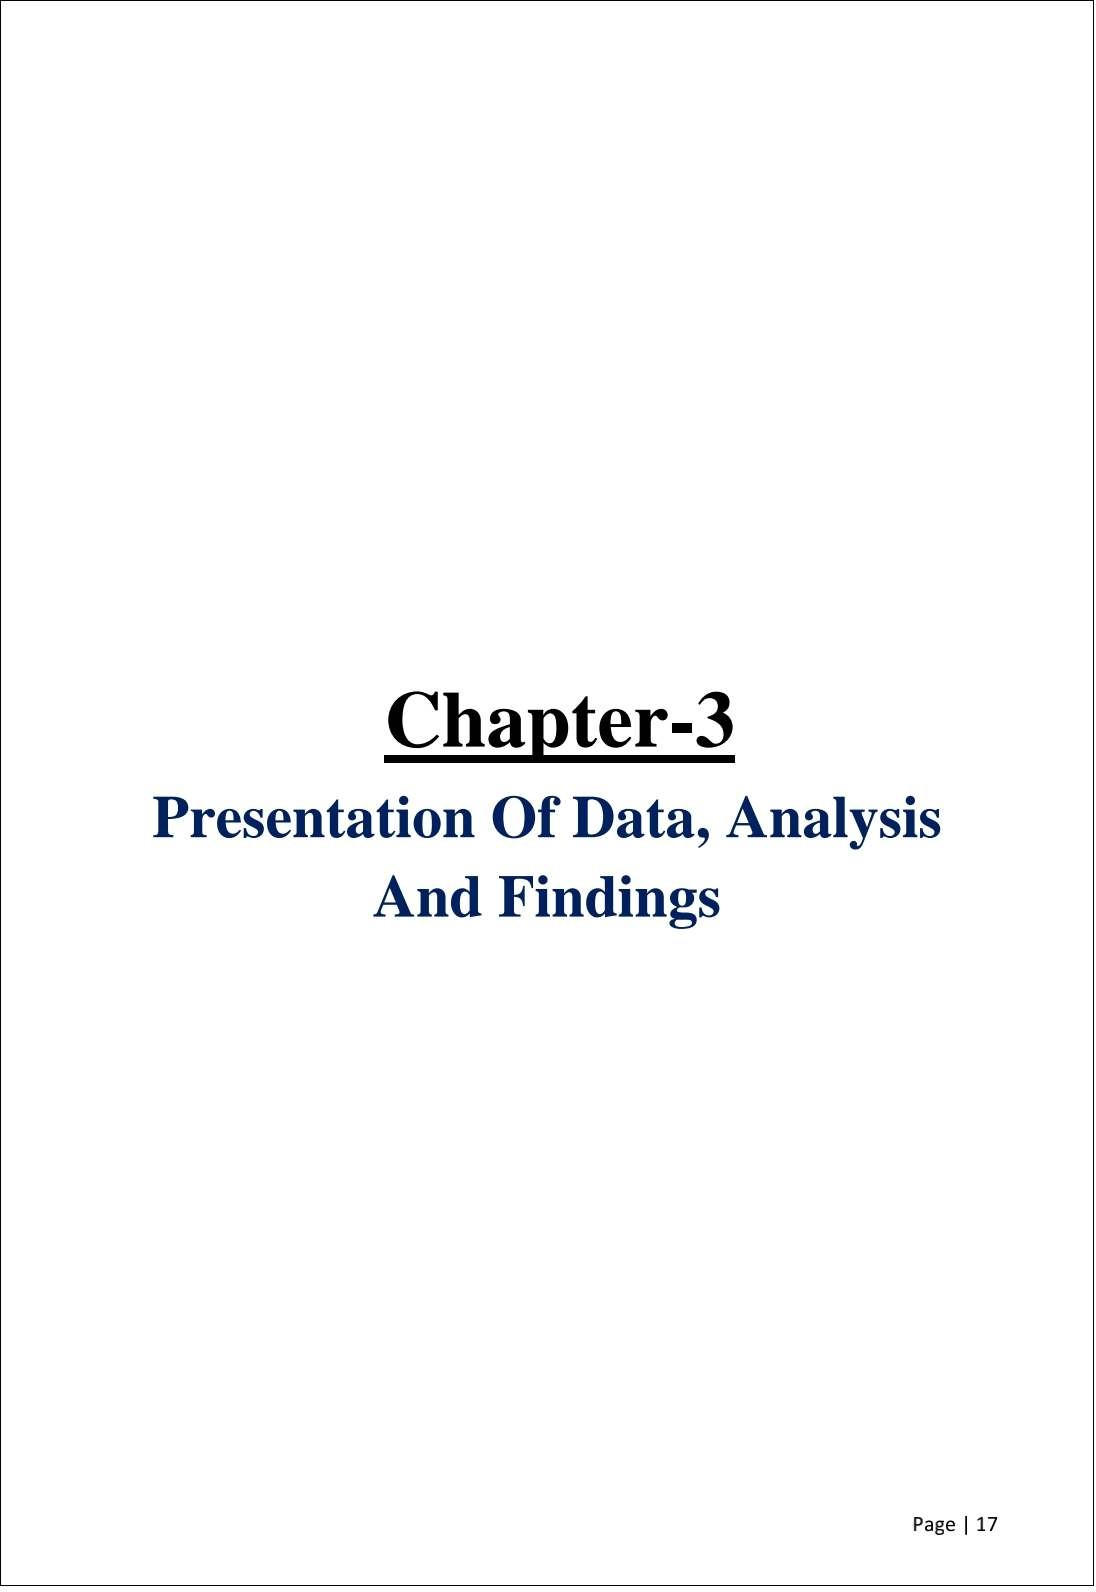 Chapter-3
Presentation Of Data, Analysis
And Findings
Page | 17